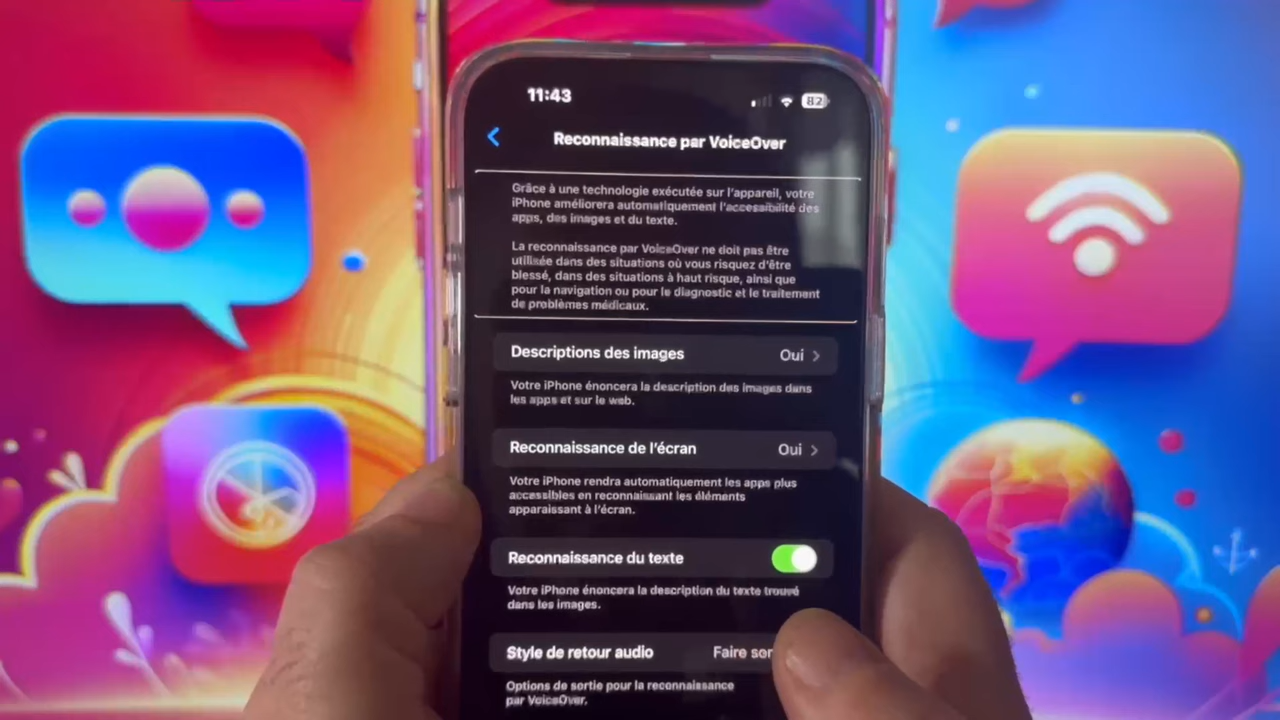 11:43
82
Reconnaissance par VoiceOver
Grâce à une technologie exécutée sur l'appareil, votre
iPhone améliorera automatiquement l'accessibilité des
apps, des images et du texte.
La reconnaissance par VoiceOver ne doit pas être
utilisée dans des situations où vous risquez d'être
blessé, dans des situations à haut risque, ainsi que
pour la navigation ou pour le diagnostic et le traitement
de problèmes médicaux.
Descriptions des images Oui
Votre iPhone énoncera la description des images dans
les apps et sur le web.
Reconnaissance de l'écran Oui
Votre iPhone rendra automatiquement les apps plus
accessibles en reconnaissant les éléments
apparaissant à l'écran.
Reconnaissance du texte
Votre iPhone énoncera la description du texte trouvé
dans les images.
Style de retour audio Faire
Options de sortie pour la reconnaissance
par VoiceOver.